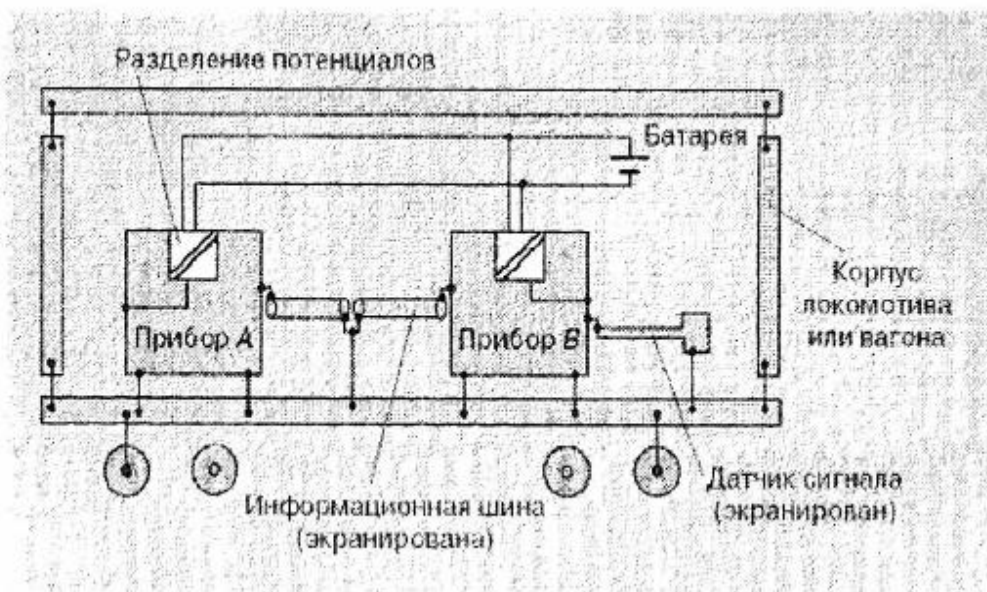 Разделение потенциалов
Батарея
Корпус
локомотива
или вагона
Прибор А
Прибор В
Датчик сигнала
(экранирован)
Информационная шина
(экранирована)